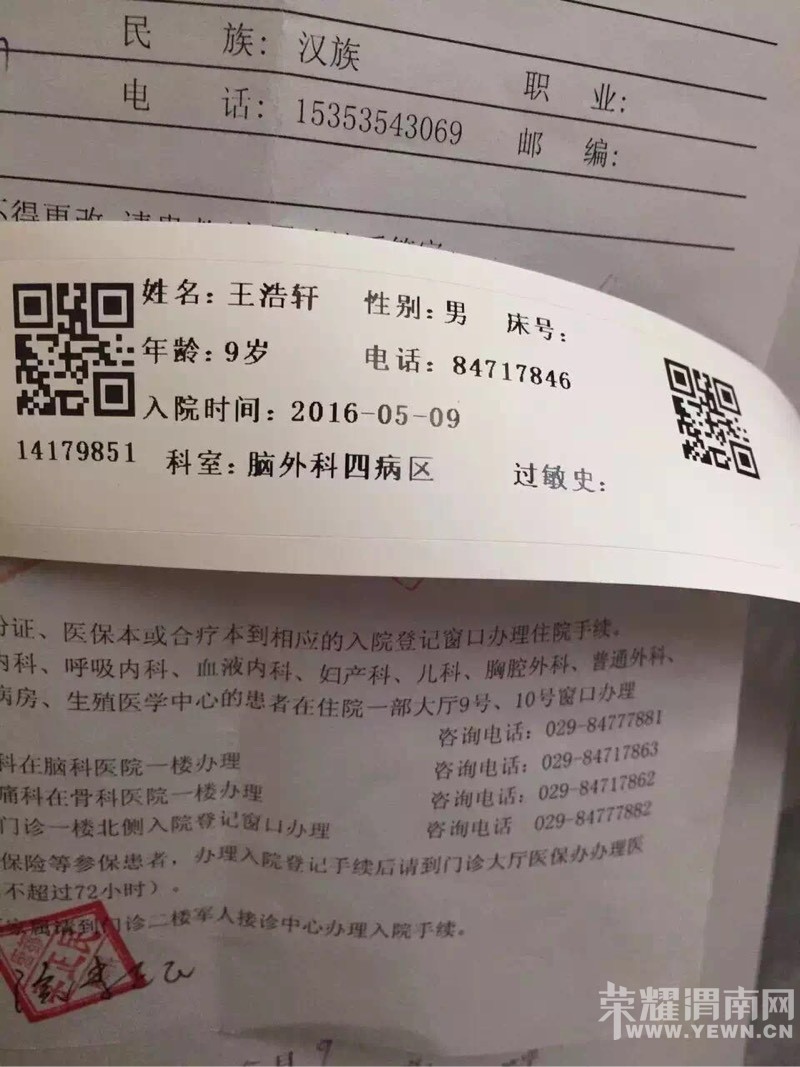 民 族: 汉族
职 业:
电 话: 15353543069
邮 编:
姓名: 王浩轩 性别: 男 床号:
年龄: 9岁 电话: 84717846
入院时间: 2016-05-09
14179851 科室: 脑外科四病区 过敏史:
份证、医保本或合疗本到相应的入院登记窗口办理住院手续。
内科、呼吸内科、血液内科、妇产科、儿科、胸腔外科、普通外科、
病房、生殖医学中心的患者在住院一部大厅9号、10号窗口办理
咨询电话: 029-84777881
科在脑科医院一楼办理 咨询电话: 029-84717863
痛科在骨科医院一楼办理 咨询电话: 029-84717862
门诊一楼北侧入院登记窗口办理 咨询电话 029-84777882
保险等参保患者，办理入院登记手续后请到门诊大厅医保办办理医
不超过72小时）。
家属请到门诊二楼军人接诊中心办理入院手续。
月 9
荣耀渭南网
WWW.YEWN.CN